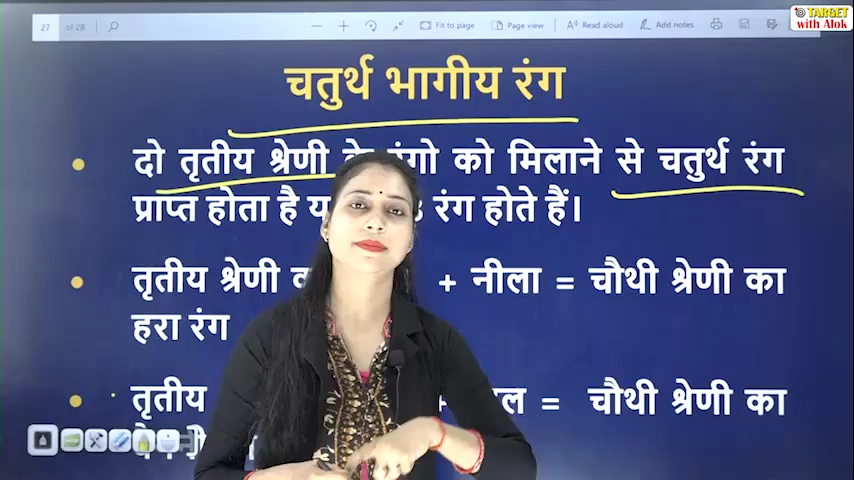 27 of 28 Fit to page Page view Read aloud Add notes
TARGET
with Alok
चतुर्थ भागीय रंग
दो तृतीय श्रेणी के रंगो को मिलाने से चतुर्थ रंग
प्राप्त होता है रंग होते हैं।
तृतीय श्रेणी + नीला = चौथी श्रेणी का
हरा रंग
तृतीय = चौथी श्रेणी का